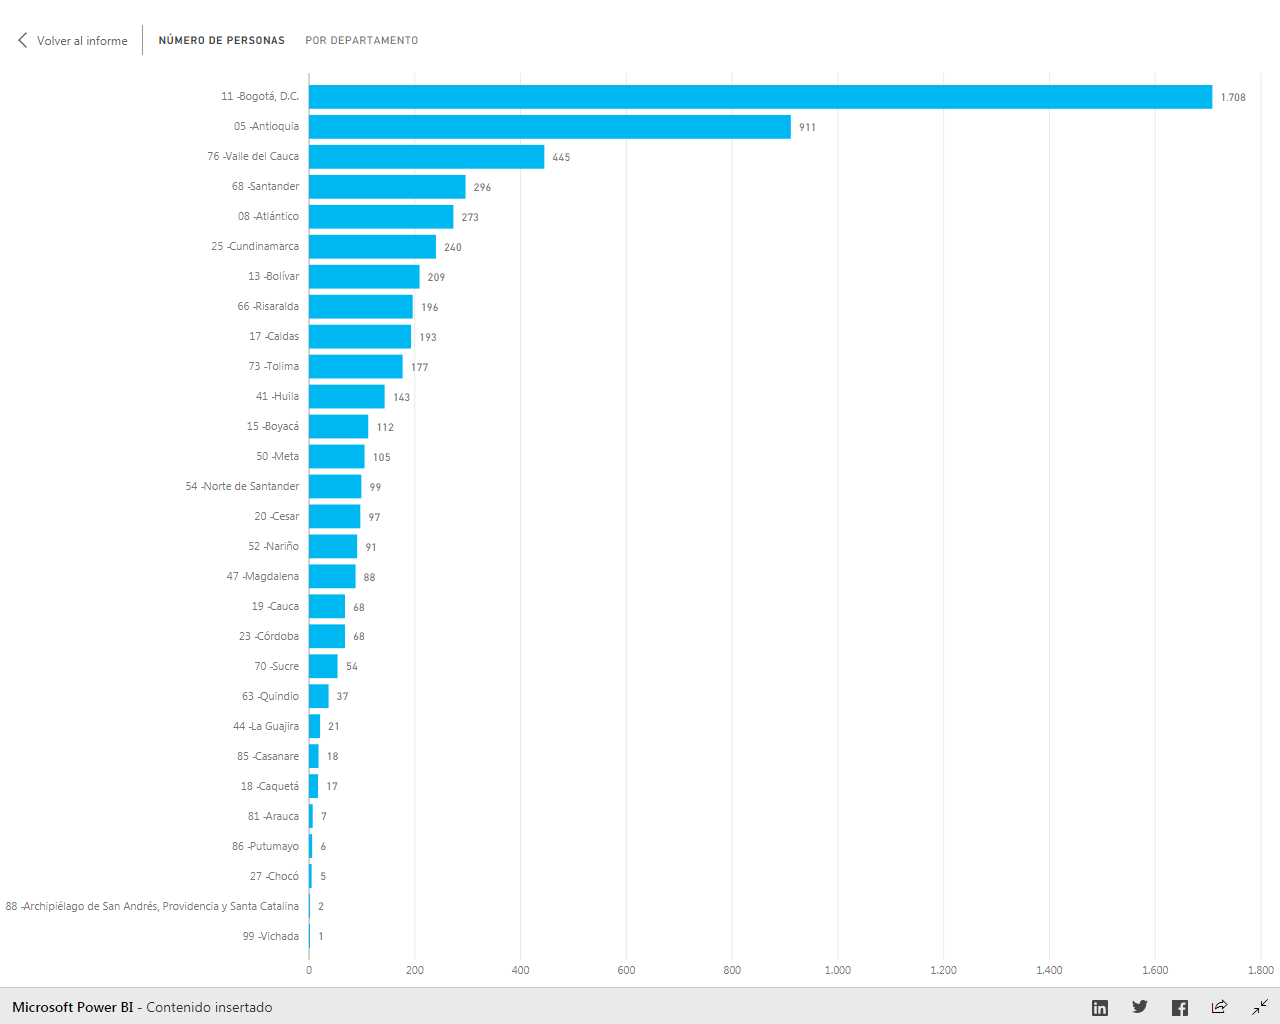 Volver al informe
NÚMERO DE PERSONAS
POR DEPARTAMENTO
11 -Bogotá, D.C. 1.708
05 -Antioquia 911
76 -Valle del Cauca 445
68 -Santander 296
08 -Atlántico 273
25 -Cundinamarca 240
13 -Bolívar 209
66 -Risaralda 196
17 -Caldas 193
73 -Tolima 177
41 -Huila 143
15 -Boyacá 112
50 -Meta 105
54 -Norte de Santander 99
20 -Cesar 97
52 -Nariño 91
47 -Magdalena 88
19 -Cauca 68
23 -Córdoba 68
70 -Sucre 54
63 -Quindio 37
44 -La Guajira 21
85 -Casanare 18
18 -Caquetá 17
81 -Arauca 7
86 -Putumayo 6
27 -Chocó 5
88 -Archipiélago de San Andrés, Providencia y Santa Catalina 2
99 -Vichada 1
0 200 400 600 800 1.000 1.200 1.400 1.600 1.800
Microsoft Power BI - Contenido insertado